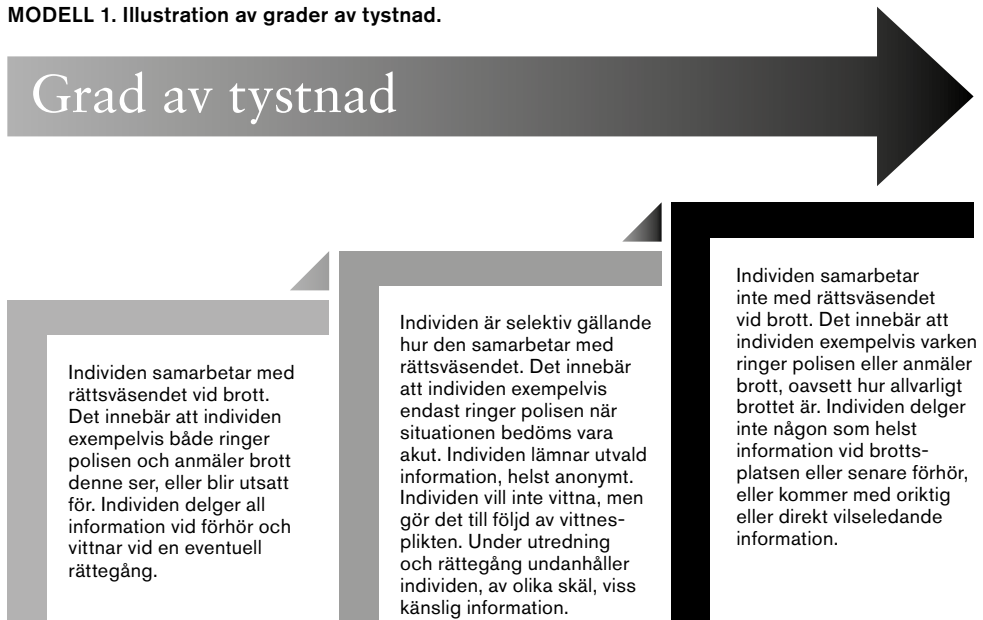 MODELL 1. Illustration av grader av tystnad.
Grad av tystnad
Individen samarbetar med
rättsväsendet vid brott.
Det innebär att individen
exempelvis både ringer
polisen och anmäler brott
denne ser, eller blir utsatt
för. Individen delger all
information vid förhör och
vittnar vid en eventuell
rättegång.
Individen är selektiv gällande
hur den samarbetar med
rättsväsendet. Det innebär
att individen exempelvis
endast ringer polisen när
situationen bedöms vara
akut. Individen lämnar utvald
information, helst anonymt.
Individen vill inte vittna, men
gör det till följd av vittnes-
plikten. Under utredning
och rättegång undanhåller
individen, av olika skäl, viss
känslig information.
Individen samarbetar
inte med rättsväsendet
vid brott. Det innebär att
individen exempelvis varken
ringer polisen eller anmäler
brott, oavsett hur allvarligt
brottet är. Individen delger
inte någon som helst
information vid brotts-
platsen eller senare förhör,
eller kommer med oriktig
eller direkt vilseledande
information.